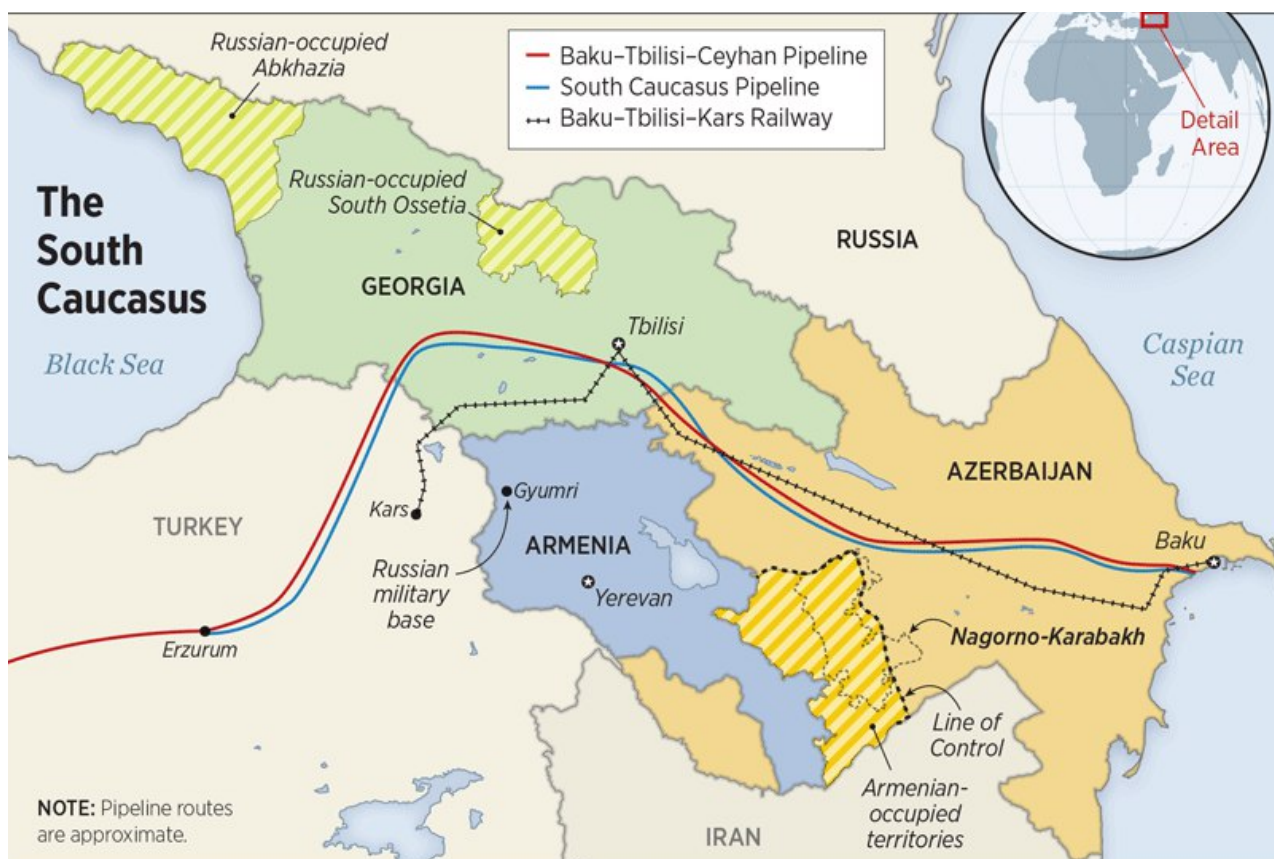 Russian-occupied
Abkhazia
Baku–Tbilisi–Ceyhan Pipeline
South Caucasus Pipeline
Baku–Tbilisi–Kars Railway
Detail
Area
The
South
Caucasus
Russian-occupied
South Ossetia
RUSSIA
GEORGIA
Tbilisi
Black Sea
Caspian
Sea
AZERBAIJAN
Gyumri
Kars
TURKEY
ARMENIA
Baku
Russian
military
base
Yerevan
Erzurum
Nagorno-Karabakh
Line of
Control
Armenian-
occupied
territories
NOTE: Pipeline routes
are approximate.
IRAN